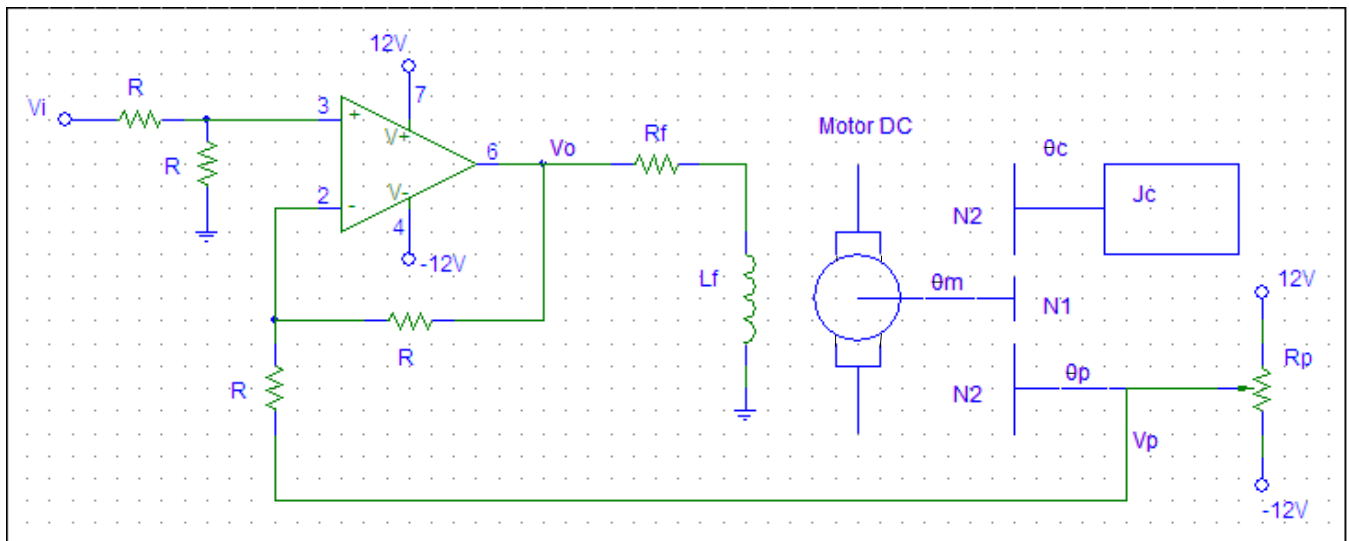 12V
R
Vi
3
+
7
V+
R
6
Vo
Rf
Motor DC
θc
2
-
V-
4
-12V
N2
Jc
Lf
θm
N1
12V
R
R
N2
θp
Rp
Vp
-12V